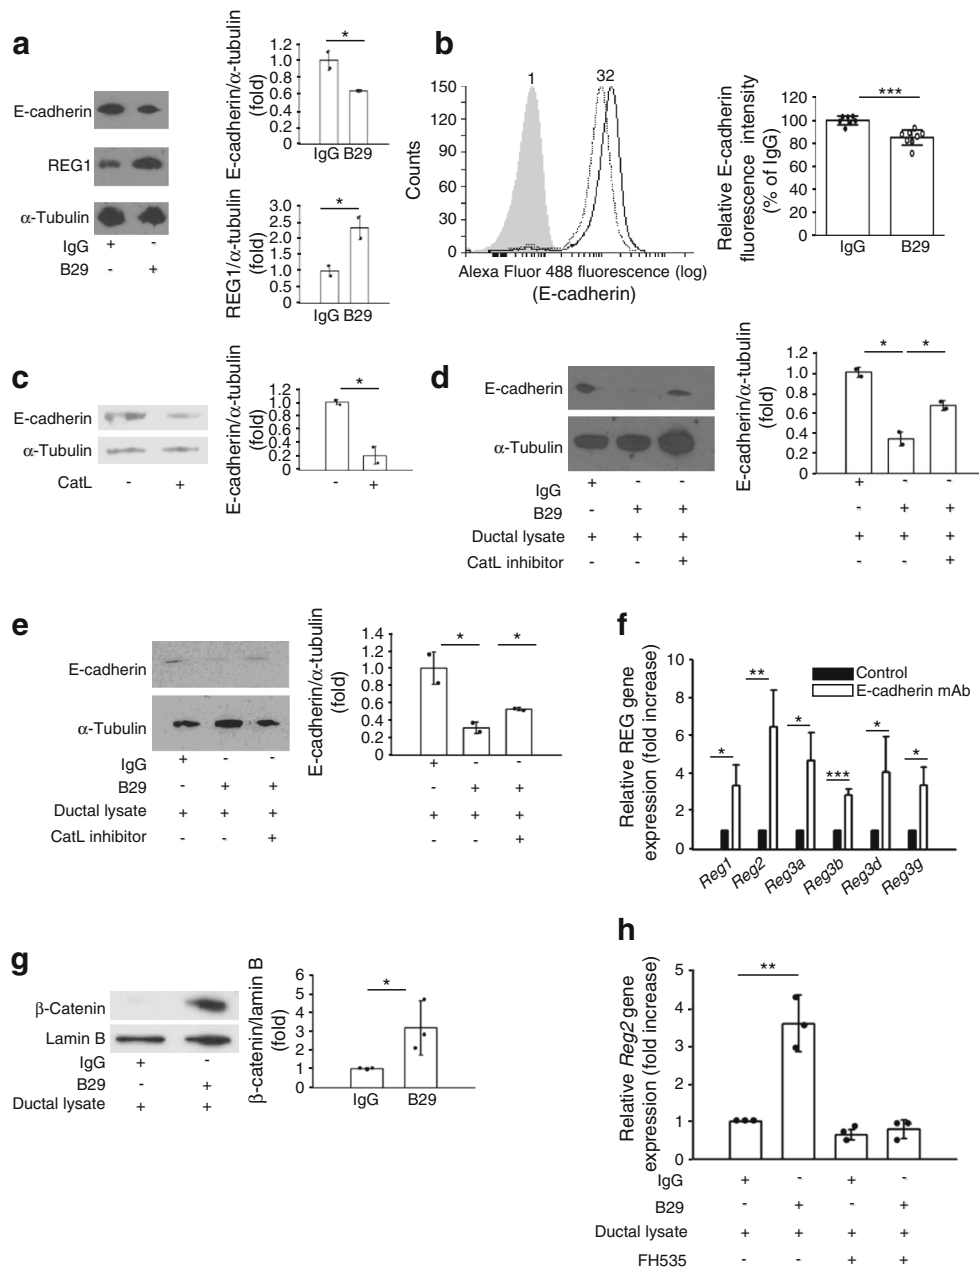 a
E-cadherin
REG1
α-Tubulin
IgG + -
B29 - +
E-cadherin/α-tubulin
(fold)
1.2
1.0
0.8
0.6
0.4
0.2
0
*
IgG B29
REG1/α-tubulin
(fold)
3.0
2.5
2.0
1.5
1.0
0.5
0
*
IgG B29
b
Counts
150
120
90
60
30
0
1
32
Alexa Fluor 488 fluorescence (log)
(E-cadherin)
Relative E-cadherin
fluorescence intensity
(% of IgG)
120
100
80
60
40
20
0
***
IgG B29
c
E-cadherin
α-Tubulin
CatL - +
E-cadherin/α-tubulin
(fold)
1.2
1.0
0.8
0.6
0.4
0.2
0
*
- +
d
E-cadherin
α-Tubulin
IgG + - -
B29 - + +
Ductal lysate + + +
CatL inhibitor - - +
E-cadherin/α-tubulin
(fold)
1.2
1.0
0.8
0.6
0.4
0.2
0
* *
+ - -
- + +
+ + +
- - +
e
E-cadherin
α-Tubulin
IgG + - -
B29 - + +
Ductal lysate + + +
CatL inhibitor - - +
E-cadherin/α-tubulin
(fold)
1.4
1.2
1.0
0.8
0.6
0.4
0.2
0
* *
+ - -
- + +
+ + +
- - +
f
Relative REG gene
expression (fold increase)
10
8
6
4
2
0
Control
E-cadherin mAb
* ** * *** * *
Reg1 Reg2 Reg3a Reg3b Reg3d Reg3g
g
β-Catenin
Lamin B
IgG + -
B29 - +
Ductal lysate + +
β-catenin/lamin B
(fold)
6
5
4
3
2
1
0
*
IgG B29
h
Relative Reg2 gene
expression (fold increase)
5
4
3
2
1
0
**
IgG + - + -
B29 - + - +
Ductal lysate + + + +
FH535 - - + +